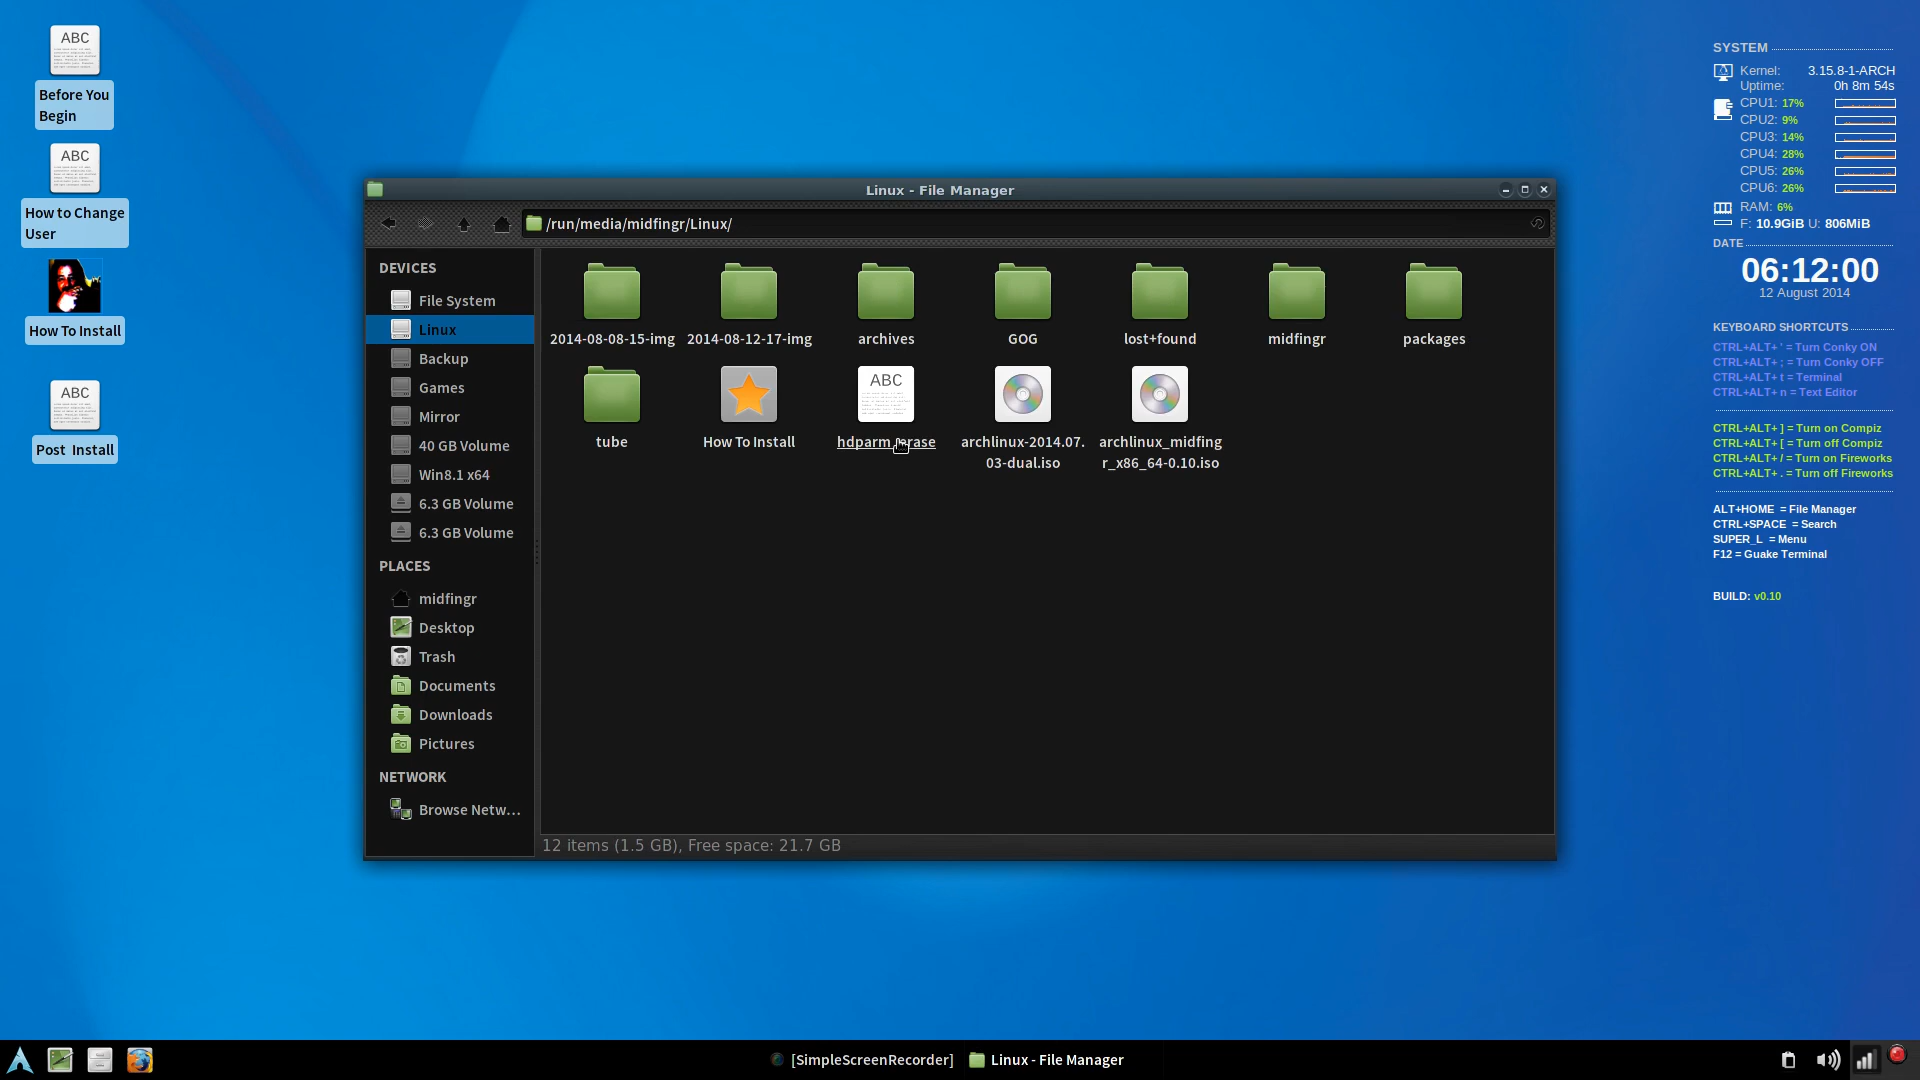 ABC
Before You
Begin
ABC
How to Change
User
How To Install
ABC
Post Install
Linux - File Manager
/run/media/midfingr/Linux/
DEVICES
File System
Linux
Backup
Games
Mirror
40 GB Volume
Win8.1 x64
6.3 GB Volume
6.3 GB Volume
PLACES
midfingr
Desktop
Trash
Documents
Downloads
Pictures
NETWORK
Browse Netw...
2014-08-08-15-img
2014-08-12-17-img
archives
GOG
lost+found
midfingr
packages
tube
How To Install
ABC
hdparm
archlinux-2014.07.
03-dual.iso
archlinux_midfing
r_x86_64-0.10.iso
12 items (1.5 GB), Free space: 21.7 GB
SYSTEM
Kernel: 3.15.8-1-ARCH
Uptime: 0h 8m 54s
CPU1: 17%
CPU2: 9%
CPU3: 14%
CPU4: 28%
CPU5: 26%
CPU6: 26%
RAM: 6%
F: 10.9GiB U: 806MiB
DATE
06:12:00
12 August 2014
KEYBOARD SHORTCUTS
CTRL+ALT+ ' = Turn Conky ON
CTRL+ALT+ ; = Turn Conky OFF
CTRL+ALT+ t = Terminal
CTRL+ALT+ n = Text Editor
CTRL+ALT+ ] = Turn on Compiz
CTRL+ALT+ [ = Turn off Compiz
CTRL+ALT+ / = Turn on Fireworks
CTRL+ALT+ . = Turn off Fireworks
ALT+HOME = File Manager
CTRL+SPACE = Search
SUPER_L = Menu
F12 = Guake Terminal
BUILD: v0.10
[SimpleScreenRecorder]
Linux - File Manager